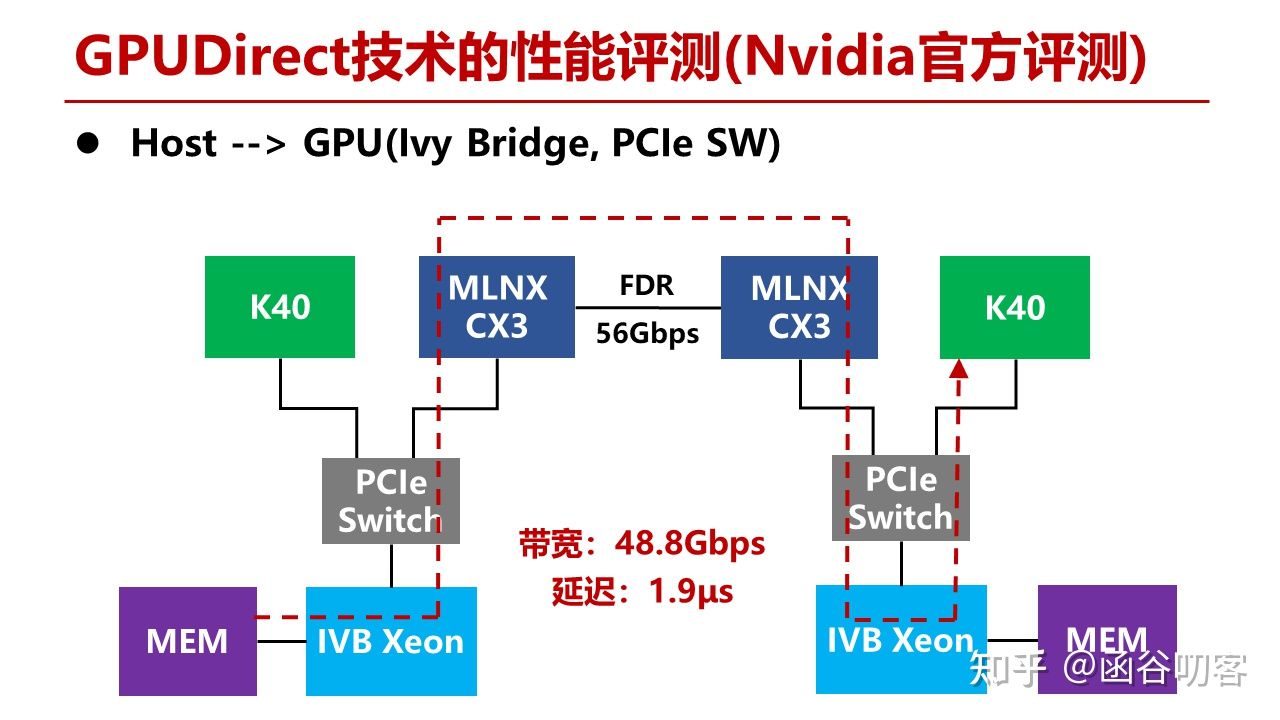 GPUDirect技术的性能评测(Nvidia官方评测)
● Host --> GPU(Ivy Bridge, PCIe SW)
K40
MLNX
CX3
FDR
56Gbps
MLNX
CX3
K40
PCIe
Switch
PCIe
Switch
带宽：48.8Gbps
延迟：1.9μs
MEM
IVB Xeon
IVB Xeon
MEM
知乎 @函谷叨客